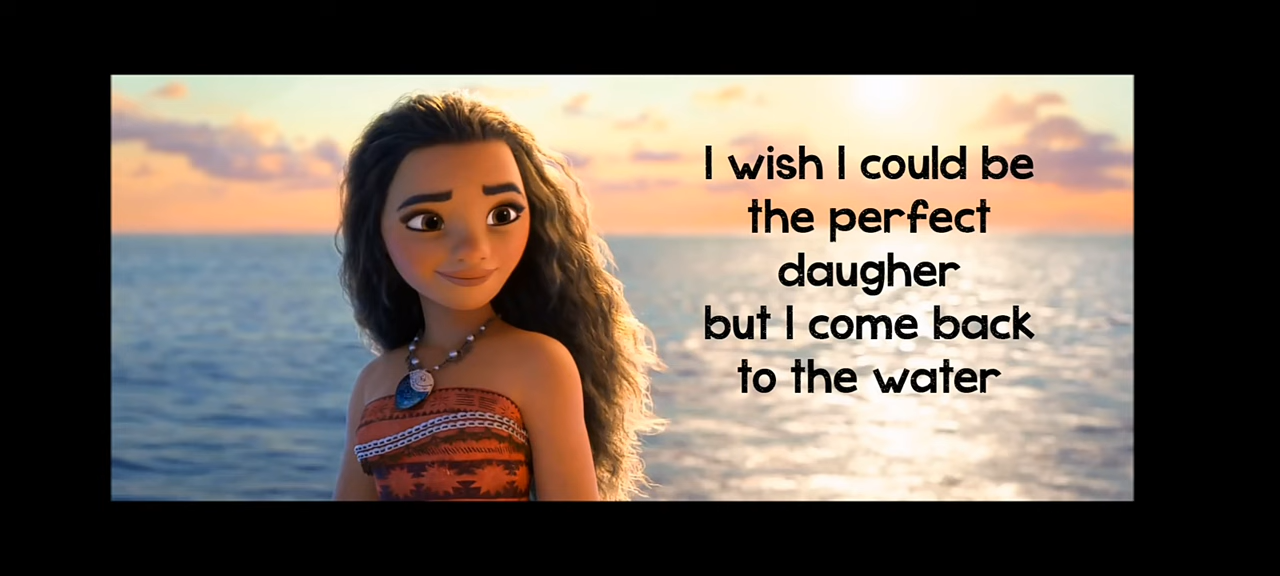 I wish I could be
the perfect
daugher
but I come back
to the water